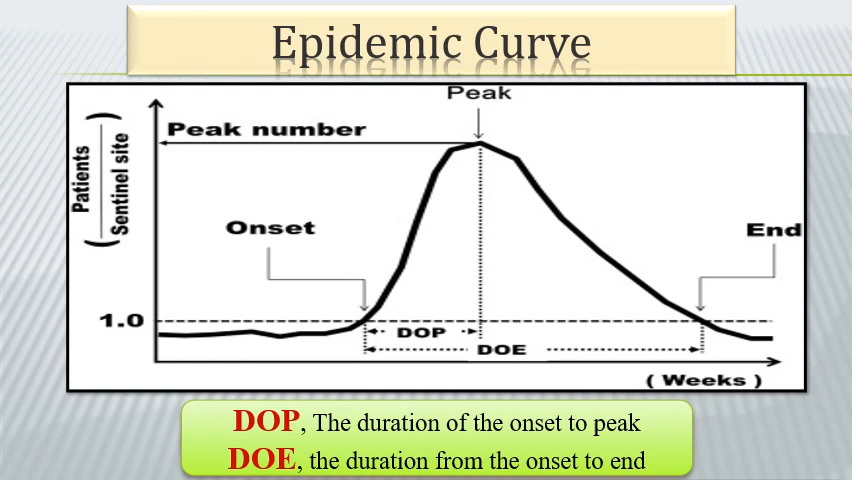 Epidemic Curve
Peak
Peak number
( Patients
Sentinel site )
Onset
End
1.0
DOP
DOE
( Weeks )
DOP, The duration of the onset to peak
DOE, the duration from the onset to end